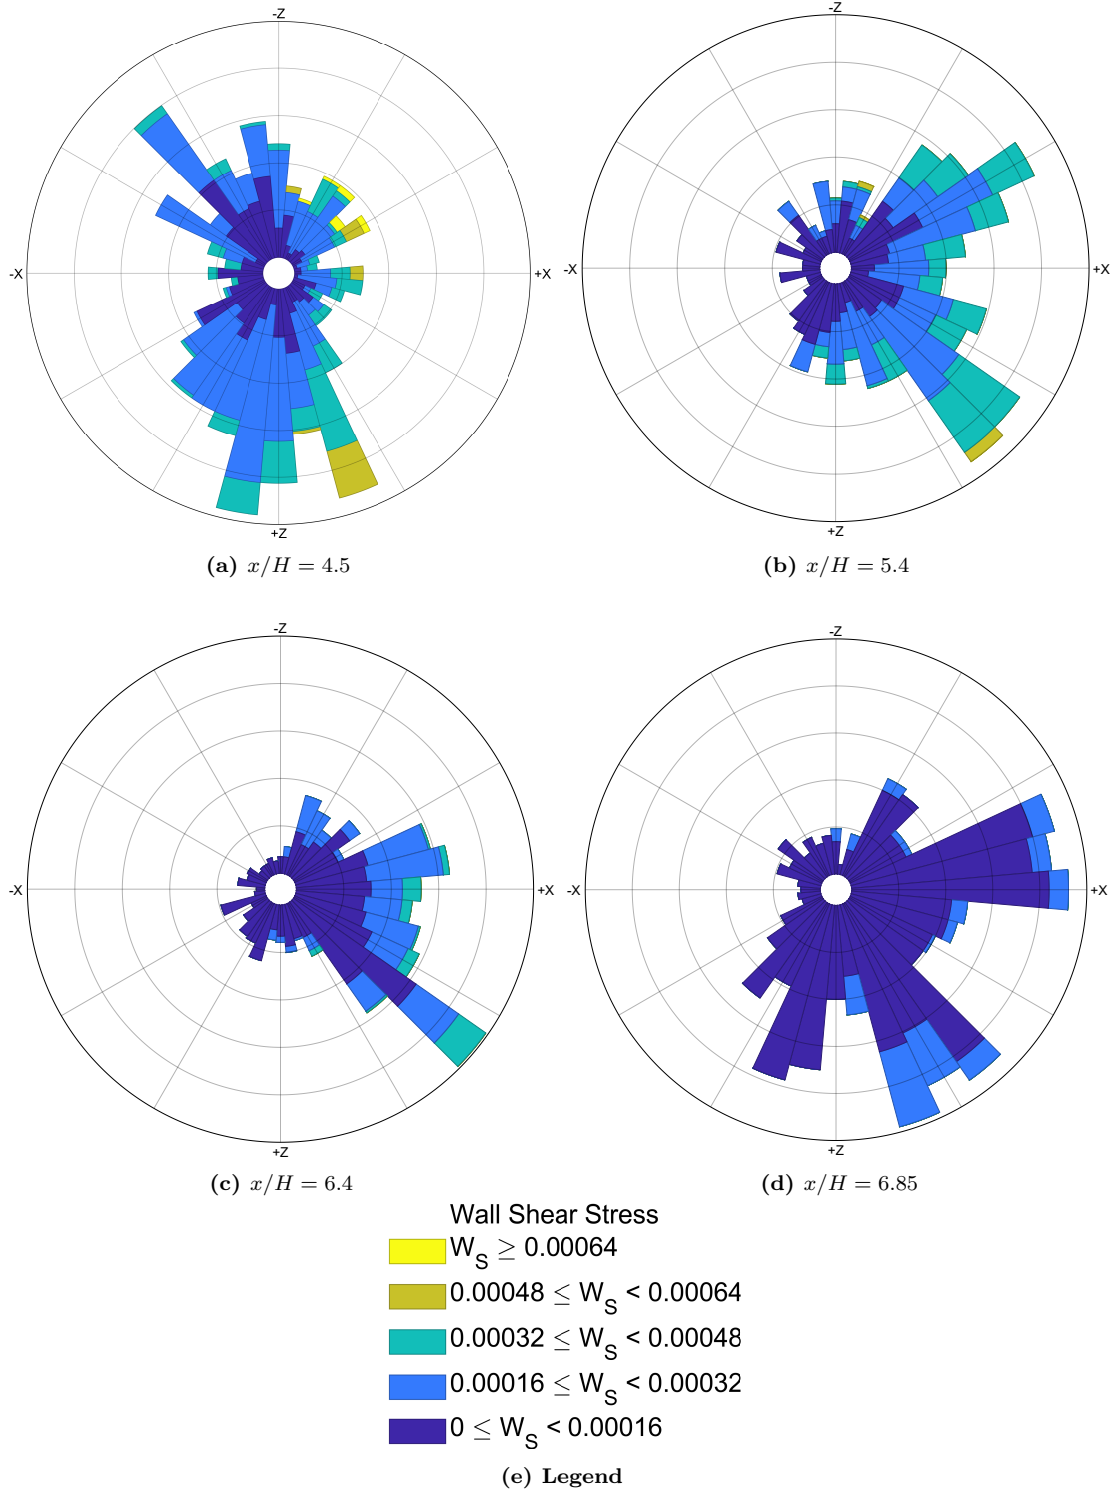 -Z
-Z
-X
+X
-X
+X
+Z
+Z
(a) x/H = 4.5
(b) x/H = 5.4
-Z
-Z
-X
+X
-X
+X
+Z
+Z
(c) x/H = 6.4
(d) x/H = 6.85
Wall Shear Stress
W_S ≥ 0.00064
0.00048 ≤ W_S < 0.00064
0.00032 ≤ W_S < 0.00048
0.00016 ≤ W_S < 0.00032
0 ≤ W_S < 0.00016
(e) Legend